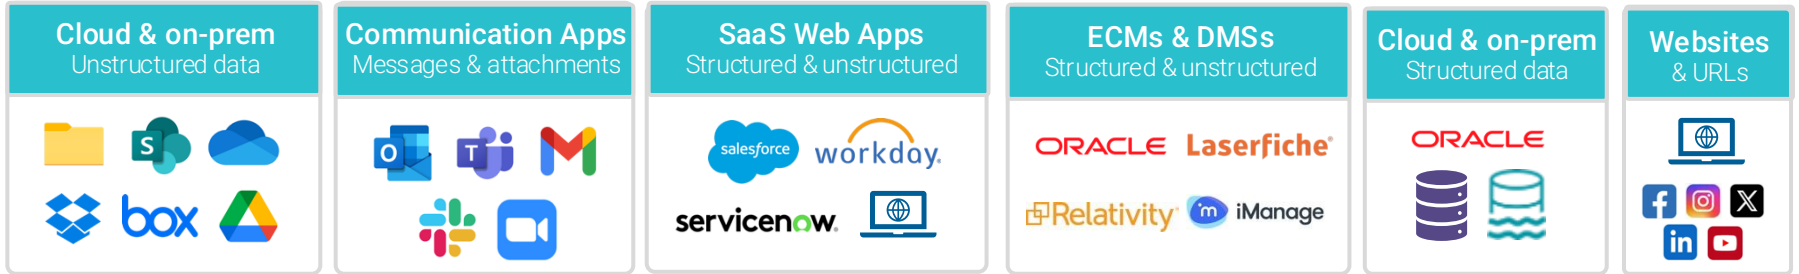 Cloud & on-prem
Unstructured data
S
box
Communication Apps
Messages & attachments
O
T
SaaS Web Apps
Structured & unstructured
salesforce
workday.
servicenow.
ECMs & DMSs
Structured & unstructured
ORACLE
Laserfiche®
Relativity
m
iManage
Cloud & on-prem
Structured data
ORACLE
Websites
& URLs
f
X
in